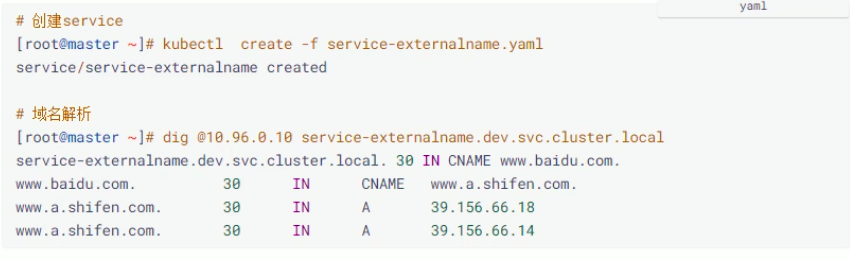 yaml
# 创建service
[root@master ~]# kubectl  create -f service-externalname.yaml
service/service-externalname created
# 域名解析
[root@master ~]# dig @10.96.0.10 service-externalname.dev.svc.cluster.local
service-externalname.dev.svc.cluster.local. 30 IN CNAME www.baidu.com.
www.baidu.com.          30      IN      CNAME   www.a.shifen.com.
www.a.shifen.com.       30      IN      A       39.156.66.18
www.a.shifen.com.       30      IN      A       39.156.66.14